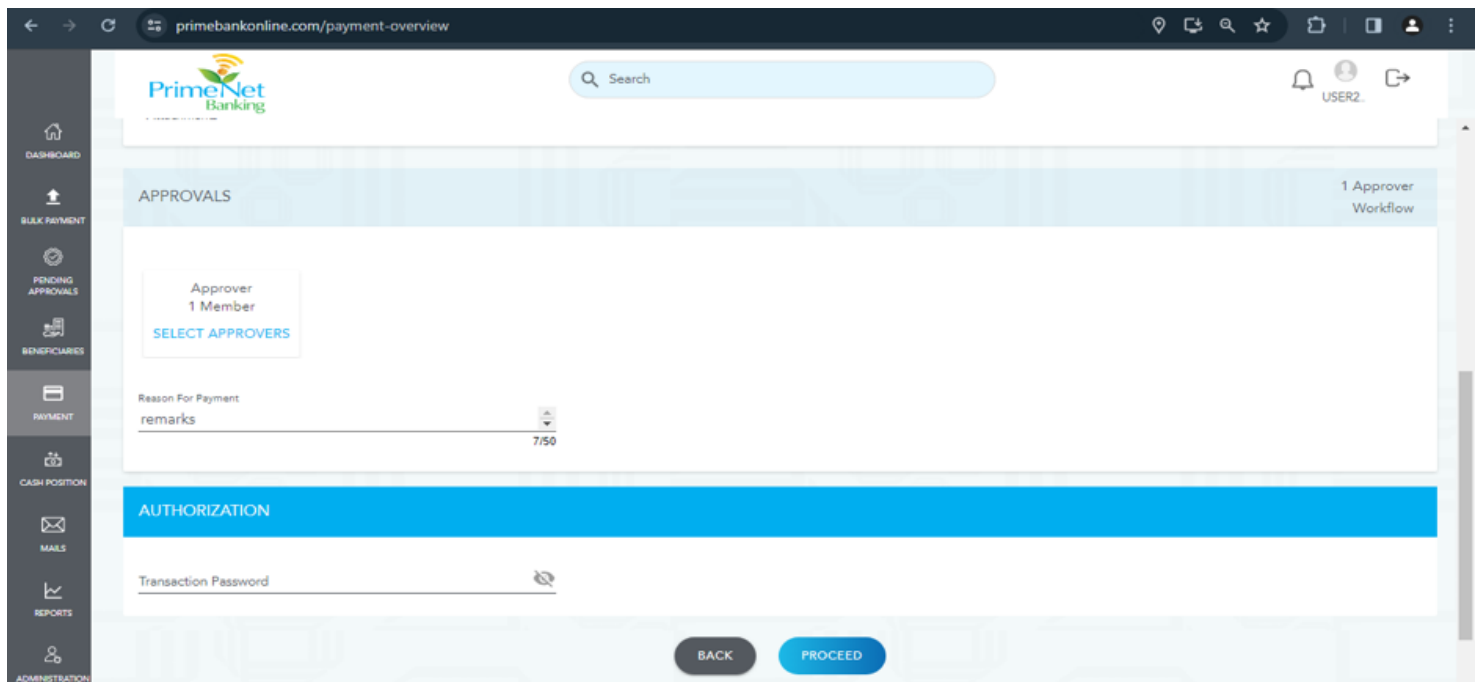 primebankonline.com/payment-overview
PrimeNet
Banking
Search
USER2..
DASHBOARD
BULK PAYMENT
PENDING
APPROVALS
BENEFICIARIES
PAYMENT
CASH POSITION
MAILS
REPORTS
ADMINISTRATION
APPROVALS
1 Approver
Workflow
Approver
1 Member
SELECT APPROVERS
Reason For Payment
remarks
7/50
AUTHORIZATION
Transaction Password
BACK
PROCEED